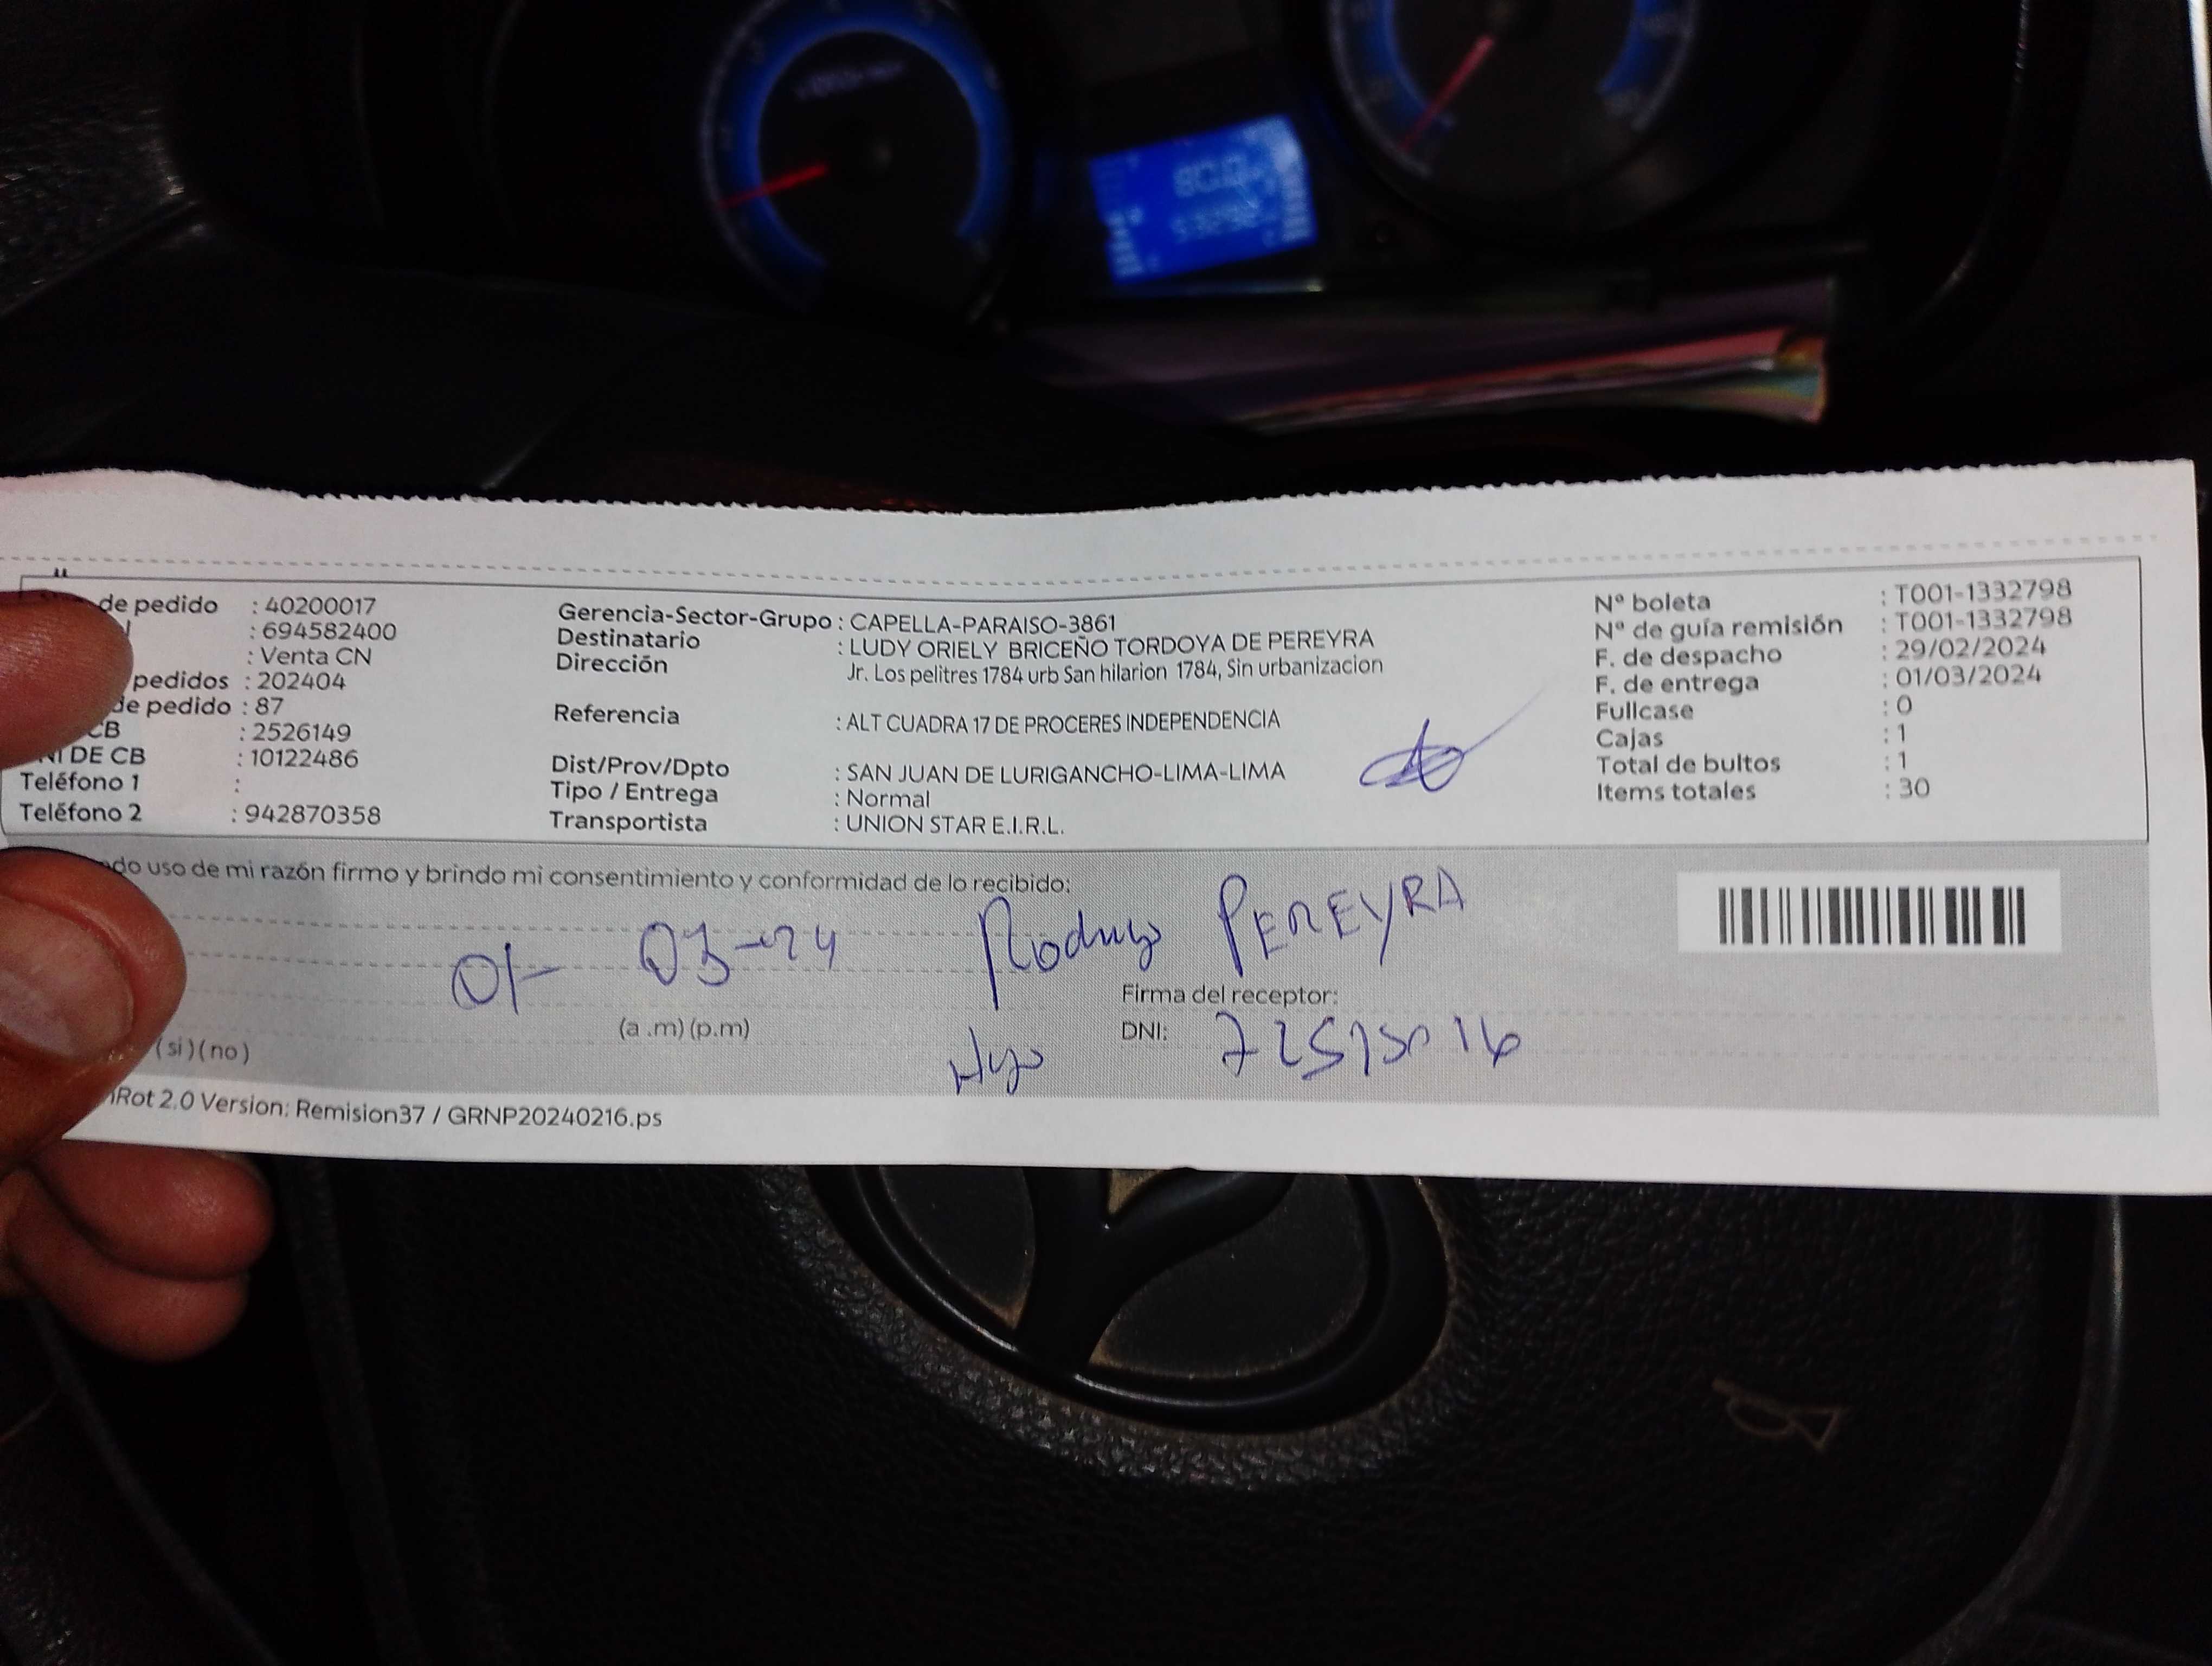 de pedido : 40200017
: 694582400
: Venta CN
pedidos : 202404
de pedido : 87
CB : 2526149
NI DE CB : 10122486
Teléfono 1 :
Teléfono 2 : 942870358
Gerencia-Sector-Grupo : CAPELLA-PARAISO-3861
Destinatario : LUDY ORIELY BRICEÑO TORDOYA DE PEREYRA
Dirección Jr. Los pelitres 1784 urb San hilarion 1784, Sin urbanizacion
Referencia : ALT CUADRA 17 DE PROCERES INDEPENDENCIA
Dist/Prov/Dpto : SAN JUAN DE LURIGANCHO-LIMA-LIMA
Tipo / Entrega : Normal
Transportista : UNION STAR E.I.R.L.
Nº boleta : T001-1332798
Nº de guía remisión : T001-1332798
F. de despacho : 29/02/2024
F. de entrega : 01/03/2024
Fullcase : 0
Cajas : 1
Total de bultos : 1
Items totales : 30
do uso de mi razón firmo y brindo mi consentimiento y conformidad de lo recibido:
01- 03-24 Rodrigo PEREYRA
Firma del receptor:
(a .m) (p.m)
DNI:
(si) (no)
Hijo
Rot 2.0 Version: Remision37 / GRNP20240216.ps